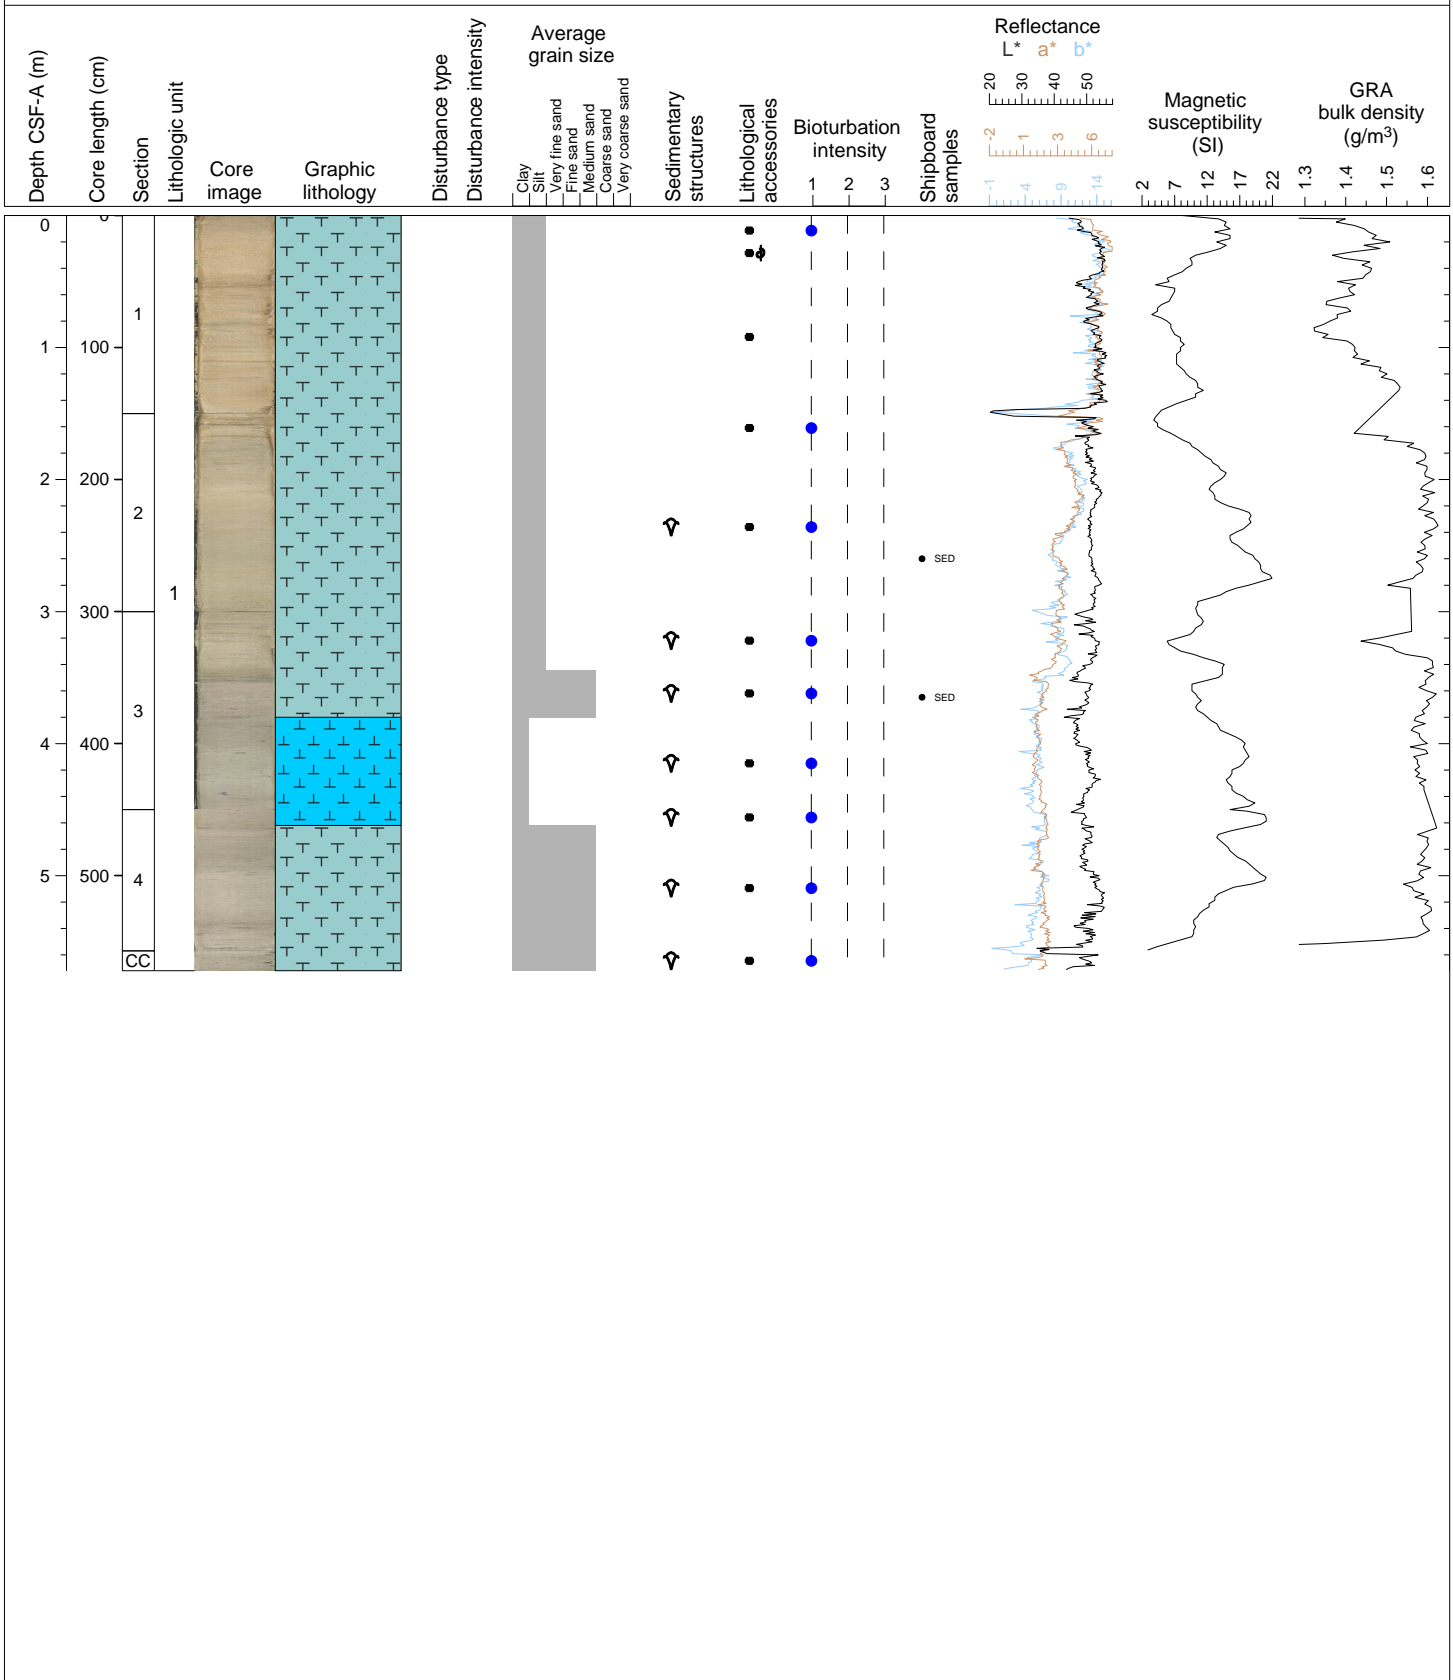 Depth CSF-A (m)
Core length (cm)
Section
Lithologic unit
Core
image
Graphic
lithology
Disturbance type
Disturbance intensity
Average
grain size
Clay
Silt
Very fine sand
Fine sand
Medium sand
Coarse sand
Very coarse sand
Sedimentary
structures
Lithological
accessories
Bioturbation
intensity
1 2 3
Shipboard
samples
Reflectance
L* a* b*
20 30 40 50
-2 1 3 6
-1 4 9 14
Magnetic
susceptibility
(SI)
2 7 12 17 22
GRA
bulk density
(g/m³)
1.3 1.4 1.5 1.6
0 0
1
1 100
2 200
2
SED
1
3 300
SED
3
4 400
5 500
4
CC